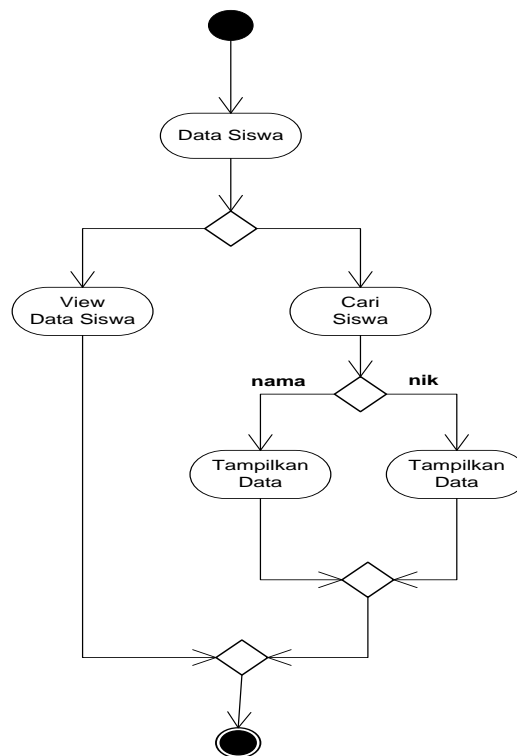 Data Siswa
View
Data Siswa
Cari
Siswa
nama
nik
Tampilkan
Data
Tampilkan
Data